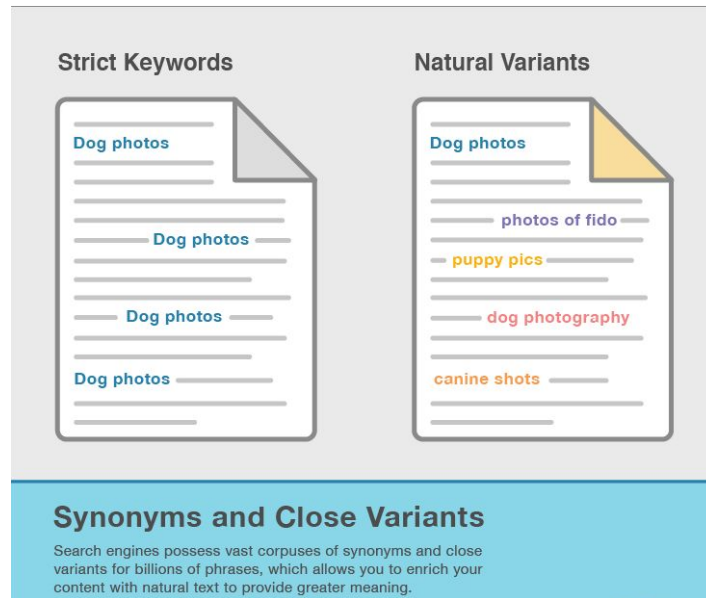 Strict Keywords
Dog photos
Dog photos
Dog photos
Dog photos
Natural Variants
Dog photos
photos of fido
puppy pics
dog photography
canine shots
Synonyms and Close Variants
Search engines possess vast corpuses of synonyms and close
variants for billions of phrases, which allows you to enrich your
content with natural text to provide greater meaning.